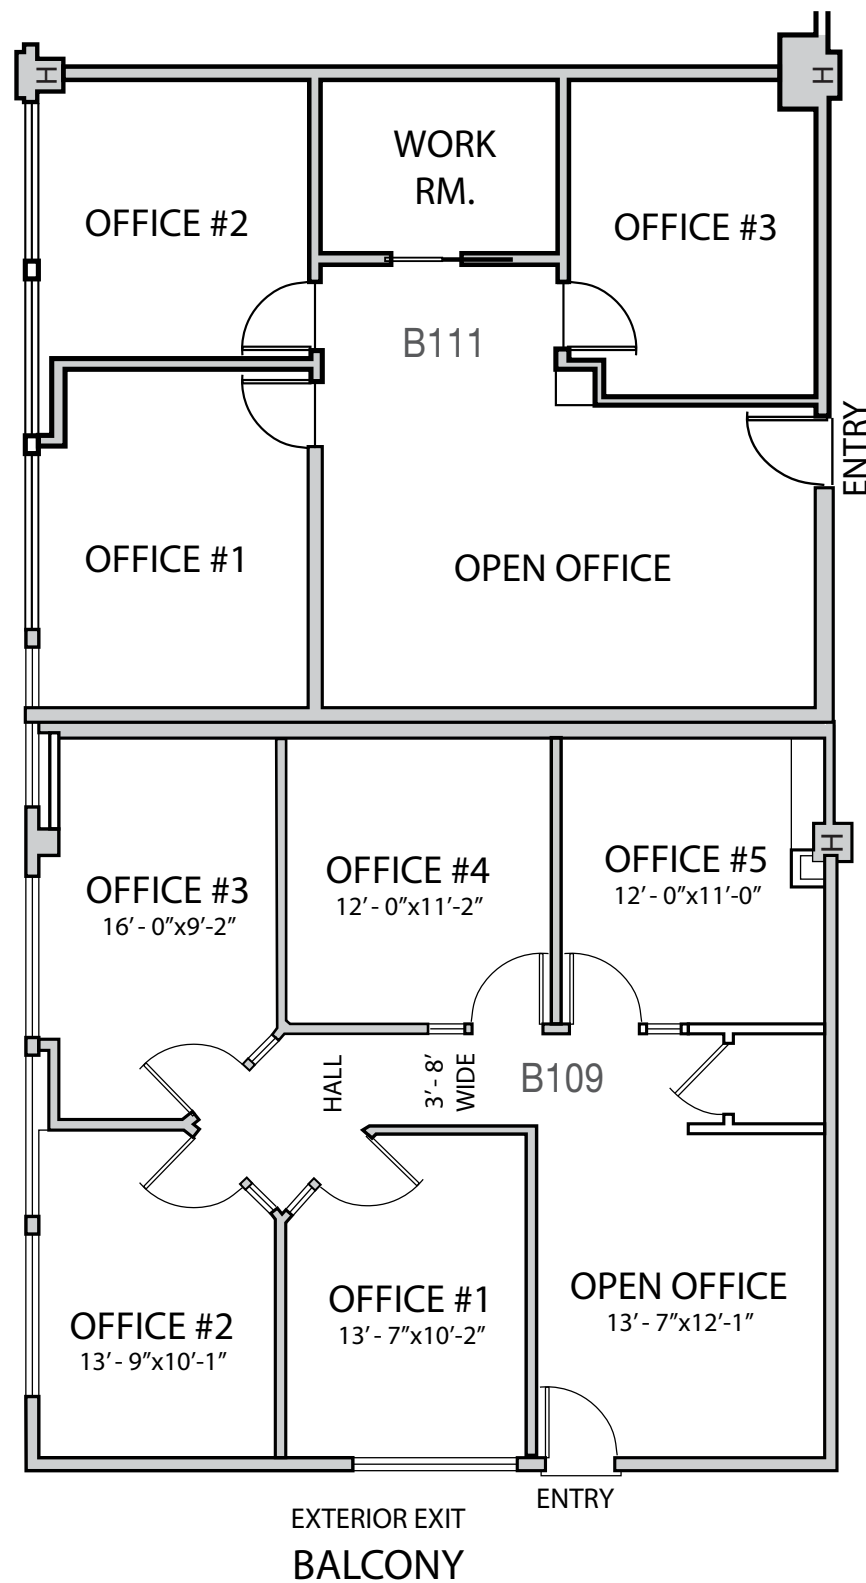 H
H
WORK
RM.
OFFICE #2
OFFICE #3
B111
ENTRY
OFFICE #1
OPEN OFFICE
H
OFFICE #3
16' - 0"x9'-2"
OFFICE #4
12' - 0"x11'-2"
OFFICE #5
12' - 0"x11'-0"
HALL
3' - 8'
WIDE
B109
OFFICE #2
13' - 9"x10'-1"
OFFICE #1
13' - 7"x10'-2"
OPEN OFFICE
13' - 7"x12'-1"
ENTRY
EXTERIOR EXIT
BALCONY